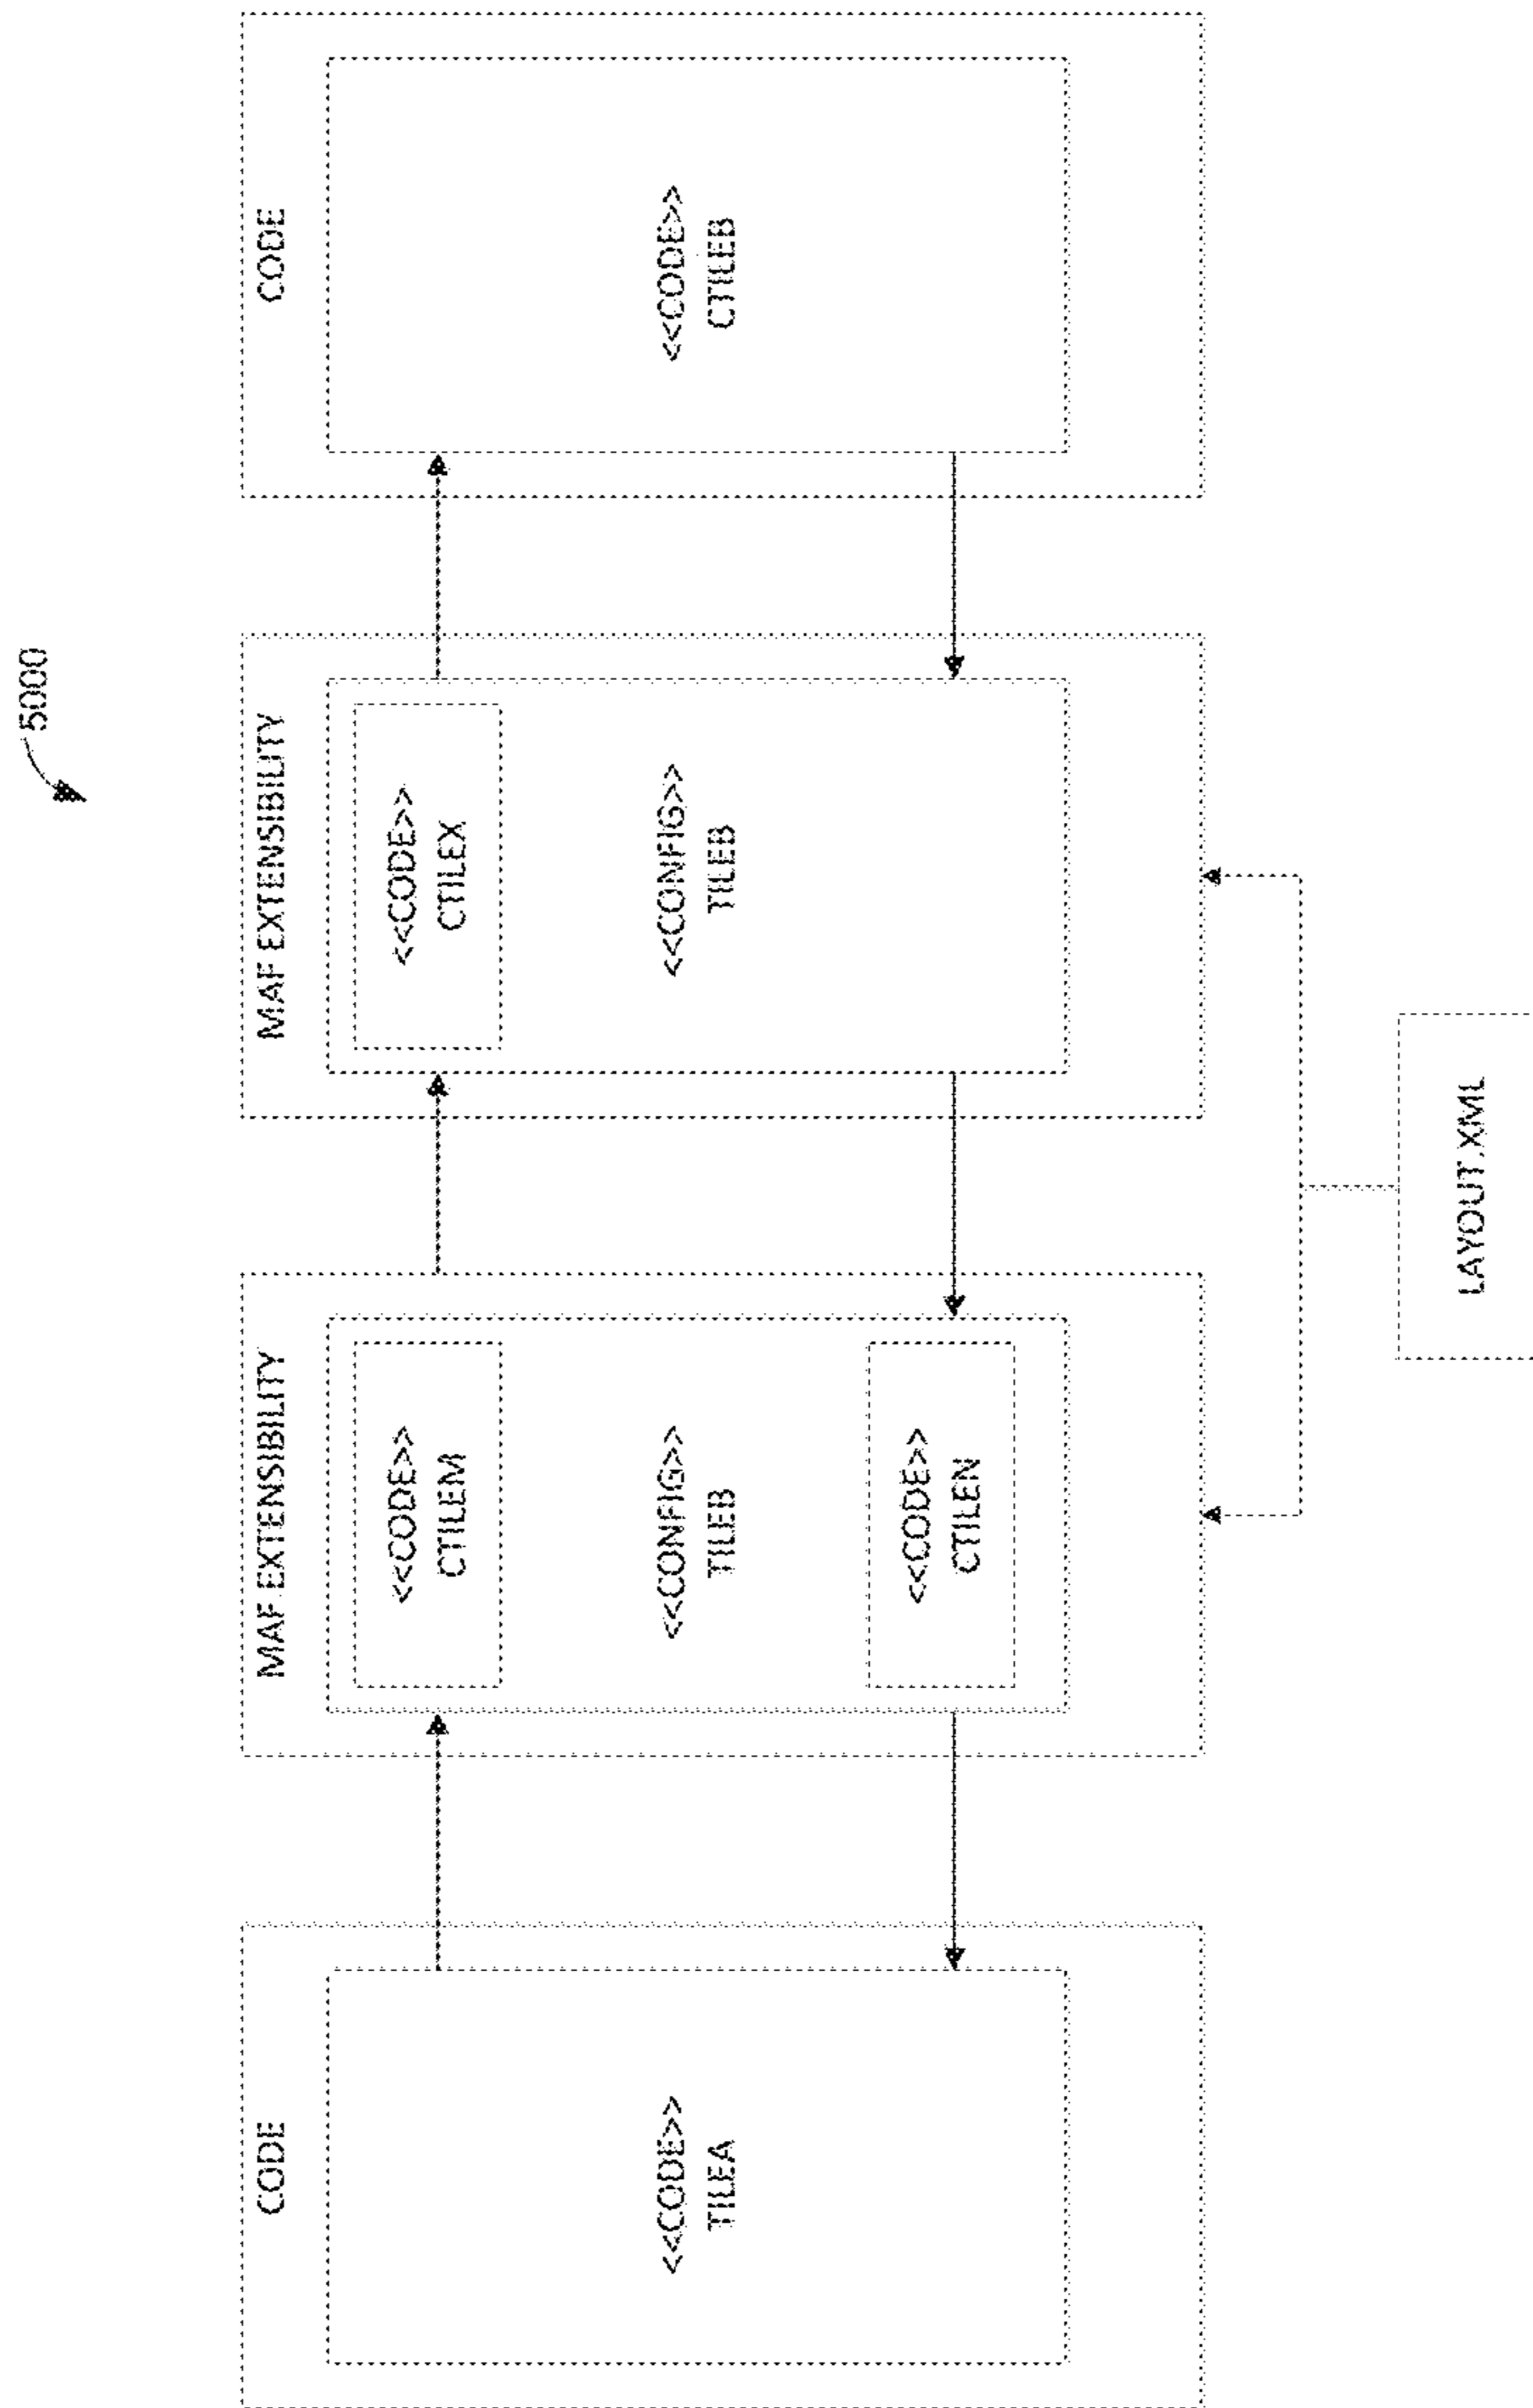 5000
CODE
<<CODE>>
TILEA
MAF EXTENSIBILITY
<<CODE>>
CTILEM
<<CONFIG>>
TILEB
<<CODE>>
CTILEN
MAF EXTENSIBILITY
<<CODE>>
CTILEX
<<CONFIG>>
TILEB
CODE
<<CODE>>
CTILEB
LAYOUT.XML